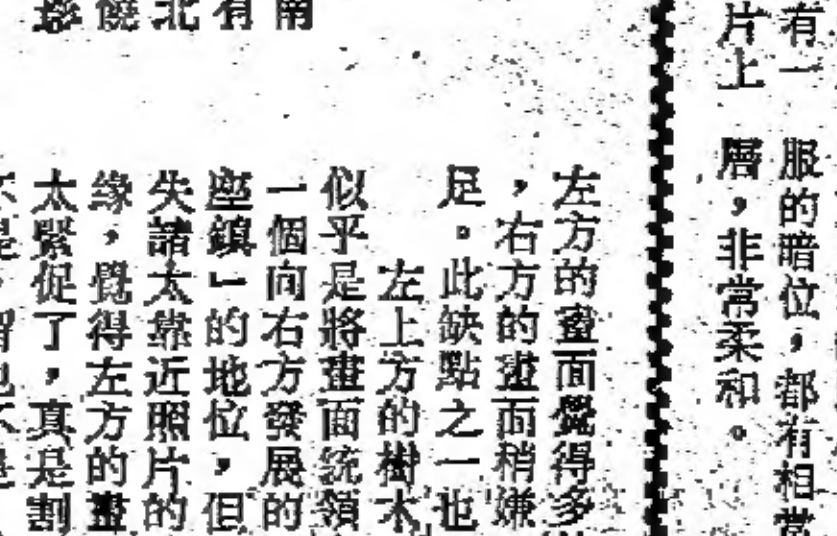 有一
片上
服的暗位，都有相當
層，非常柔和。
南
有
北
饒
影
左方的畫面覺得多
，右方的畫面稍嫌
足。此缺點之一也
左上方的樹木
似乎是將畫面統領
一個向右方發展的
座鎮」的地位，但
失諸太靠近照片的
緣，覺得左方的畫
太緊促了，真是割